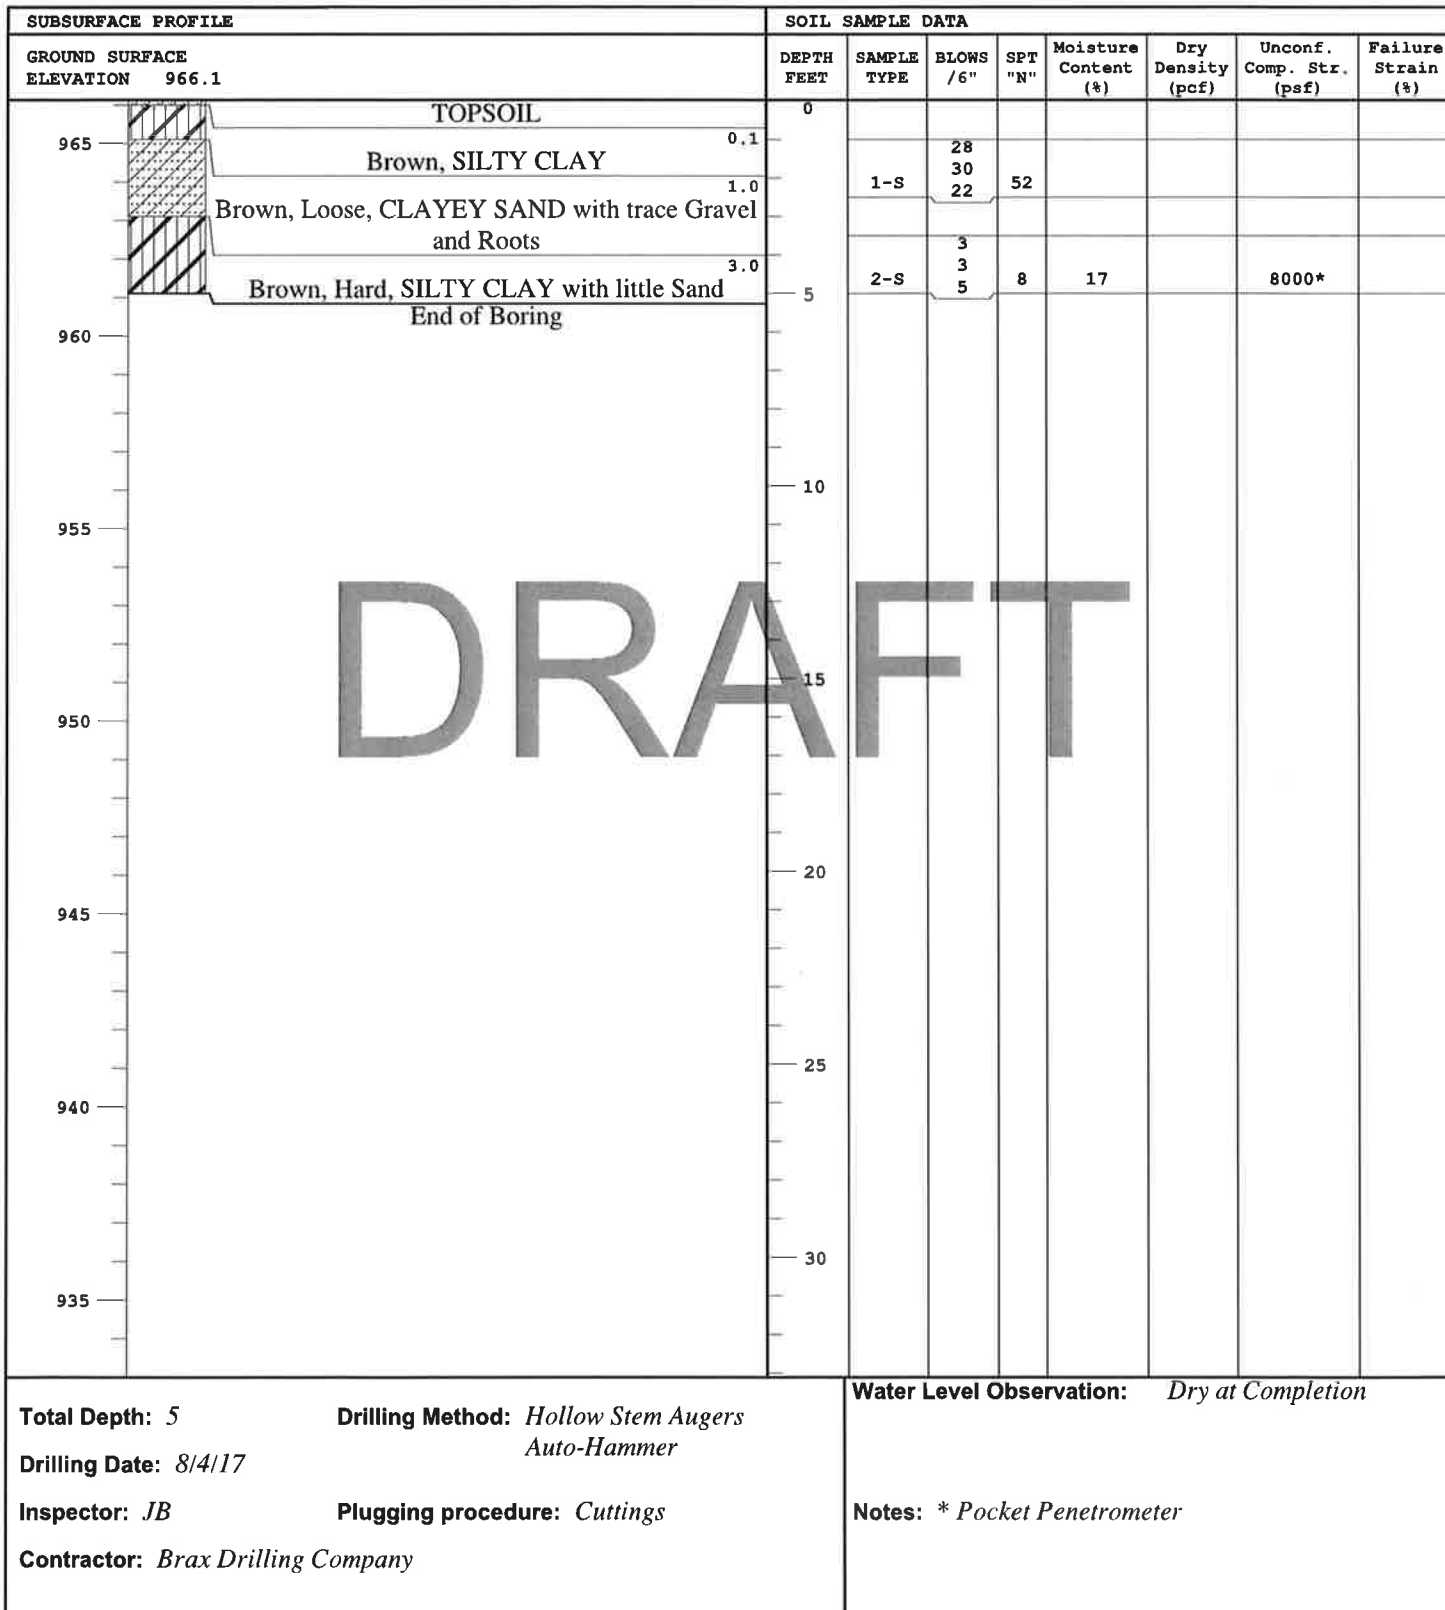 SUBSURFACE PROFILE
SOIL SAMPLE DATA
GROUND SURFACE
ELEVATION 966.1
DEPTH
FEET
SAMPLE
TYPE
BLOWS
/6"
SPT
"N"
Moisture
Content
(%)
Dry
Density
(pcf)
Unconf.
Comp. Str.
(psf)
Failure
Strain
(%)
TOPSOIL
0.1
0
965
Brown, SILTY CLAY
1.0
28
30
1-S 22 52
Brown, Loose, CLAYEY SAND with trace Gravel
and Roots
3.0
3
3
2-S 5 8 17 8000*
Brown, Hard, SILTY CLAY with little Sand
5
End of Boring
960
10
955
DRAFT
15
950
20
945
25
940
30
935
Total Depth: 5
Drilling Method: Hollow Stem Augers
Auto-Hammer
Drilling Date: 8/4/17
Inspector: JB
Plugging procedure: Cuttings
Contractor: Brax Drilling Company
Water Level Observation: Dry at Completion
Notes: * Pocket Penetrometer